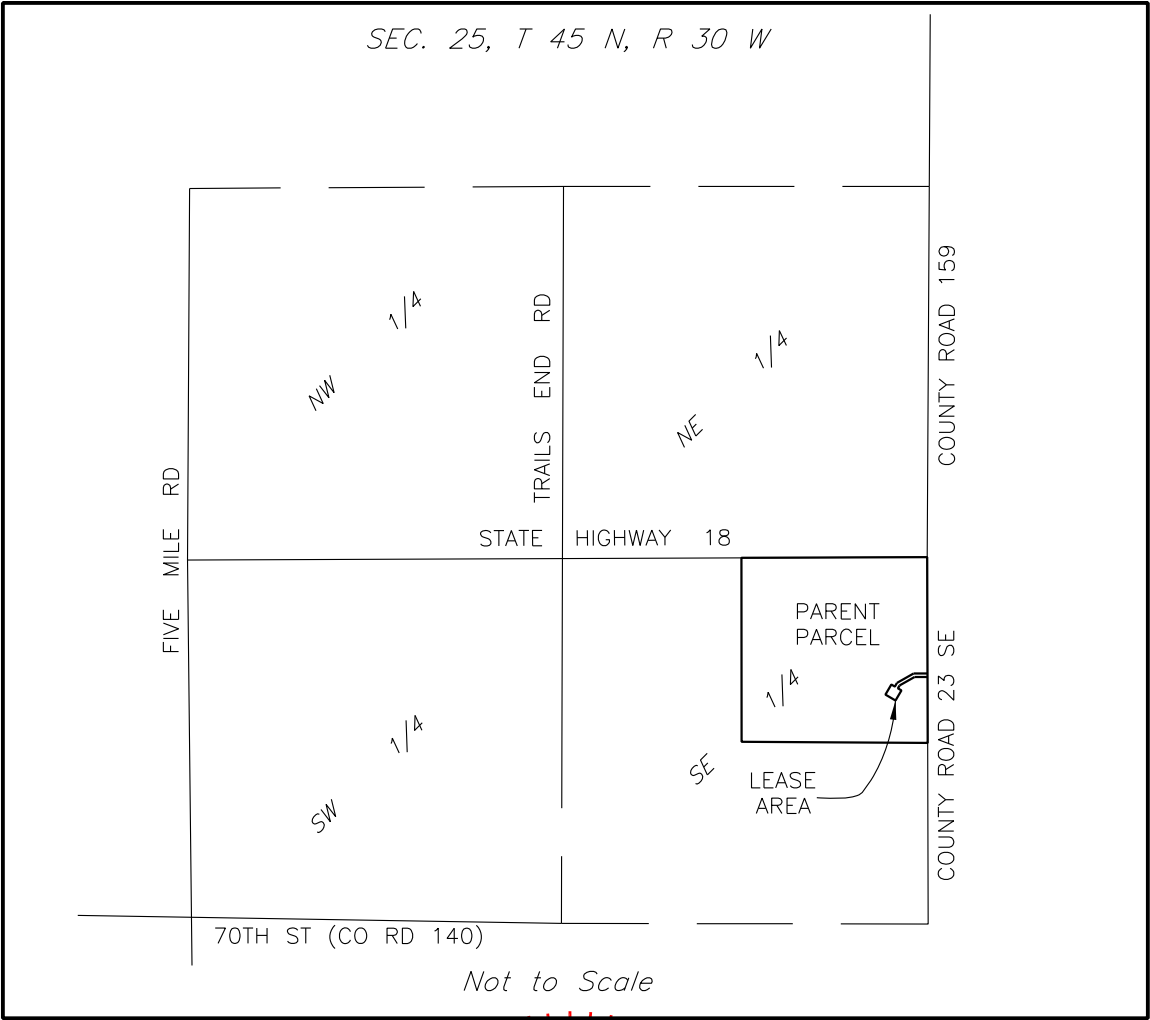 SEC. 25, T 45 N, R 30 W
NW 1/4
TRAILS END RD
NE 1/4
COUNTY ROAD 159
FIVE MILE RD
STATE HIGHWAY 18
PARENT
PARCEL
SW 1/4
SE 1/4
COUNTY ROAD 23 SE
LEASE
AREA
70TH ST (CO RD 140)
Not to Scale